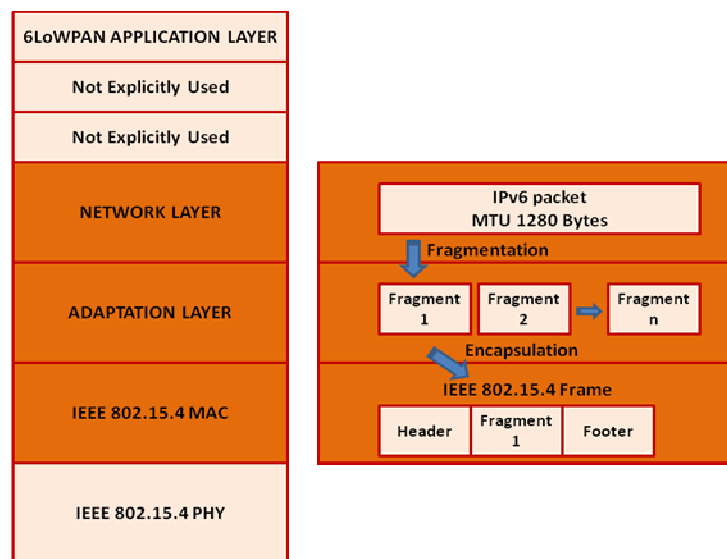 6LoWPAN APPLICATION LAYER
Not Explicitly Used
Not Explicitly Used
NETWORK LAYER
ADAPTATION LAYER
IEEE 802.15.4 MAC
IEEE 802.15.4 PHY
IPv6 packet
MTU 1280 Bytes
Fragmentation
Fragment
1
Fragment
2
Fragment
n
Encapsulation
IEEE 802.15.4 Frame
Header
Fragment
1
Footer